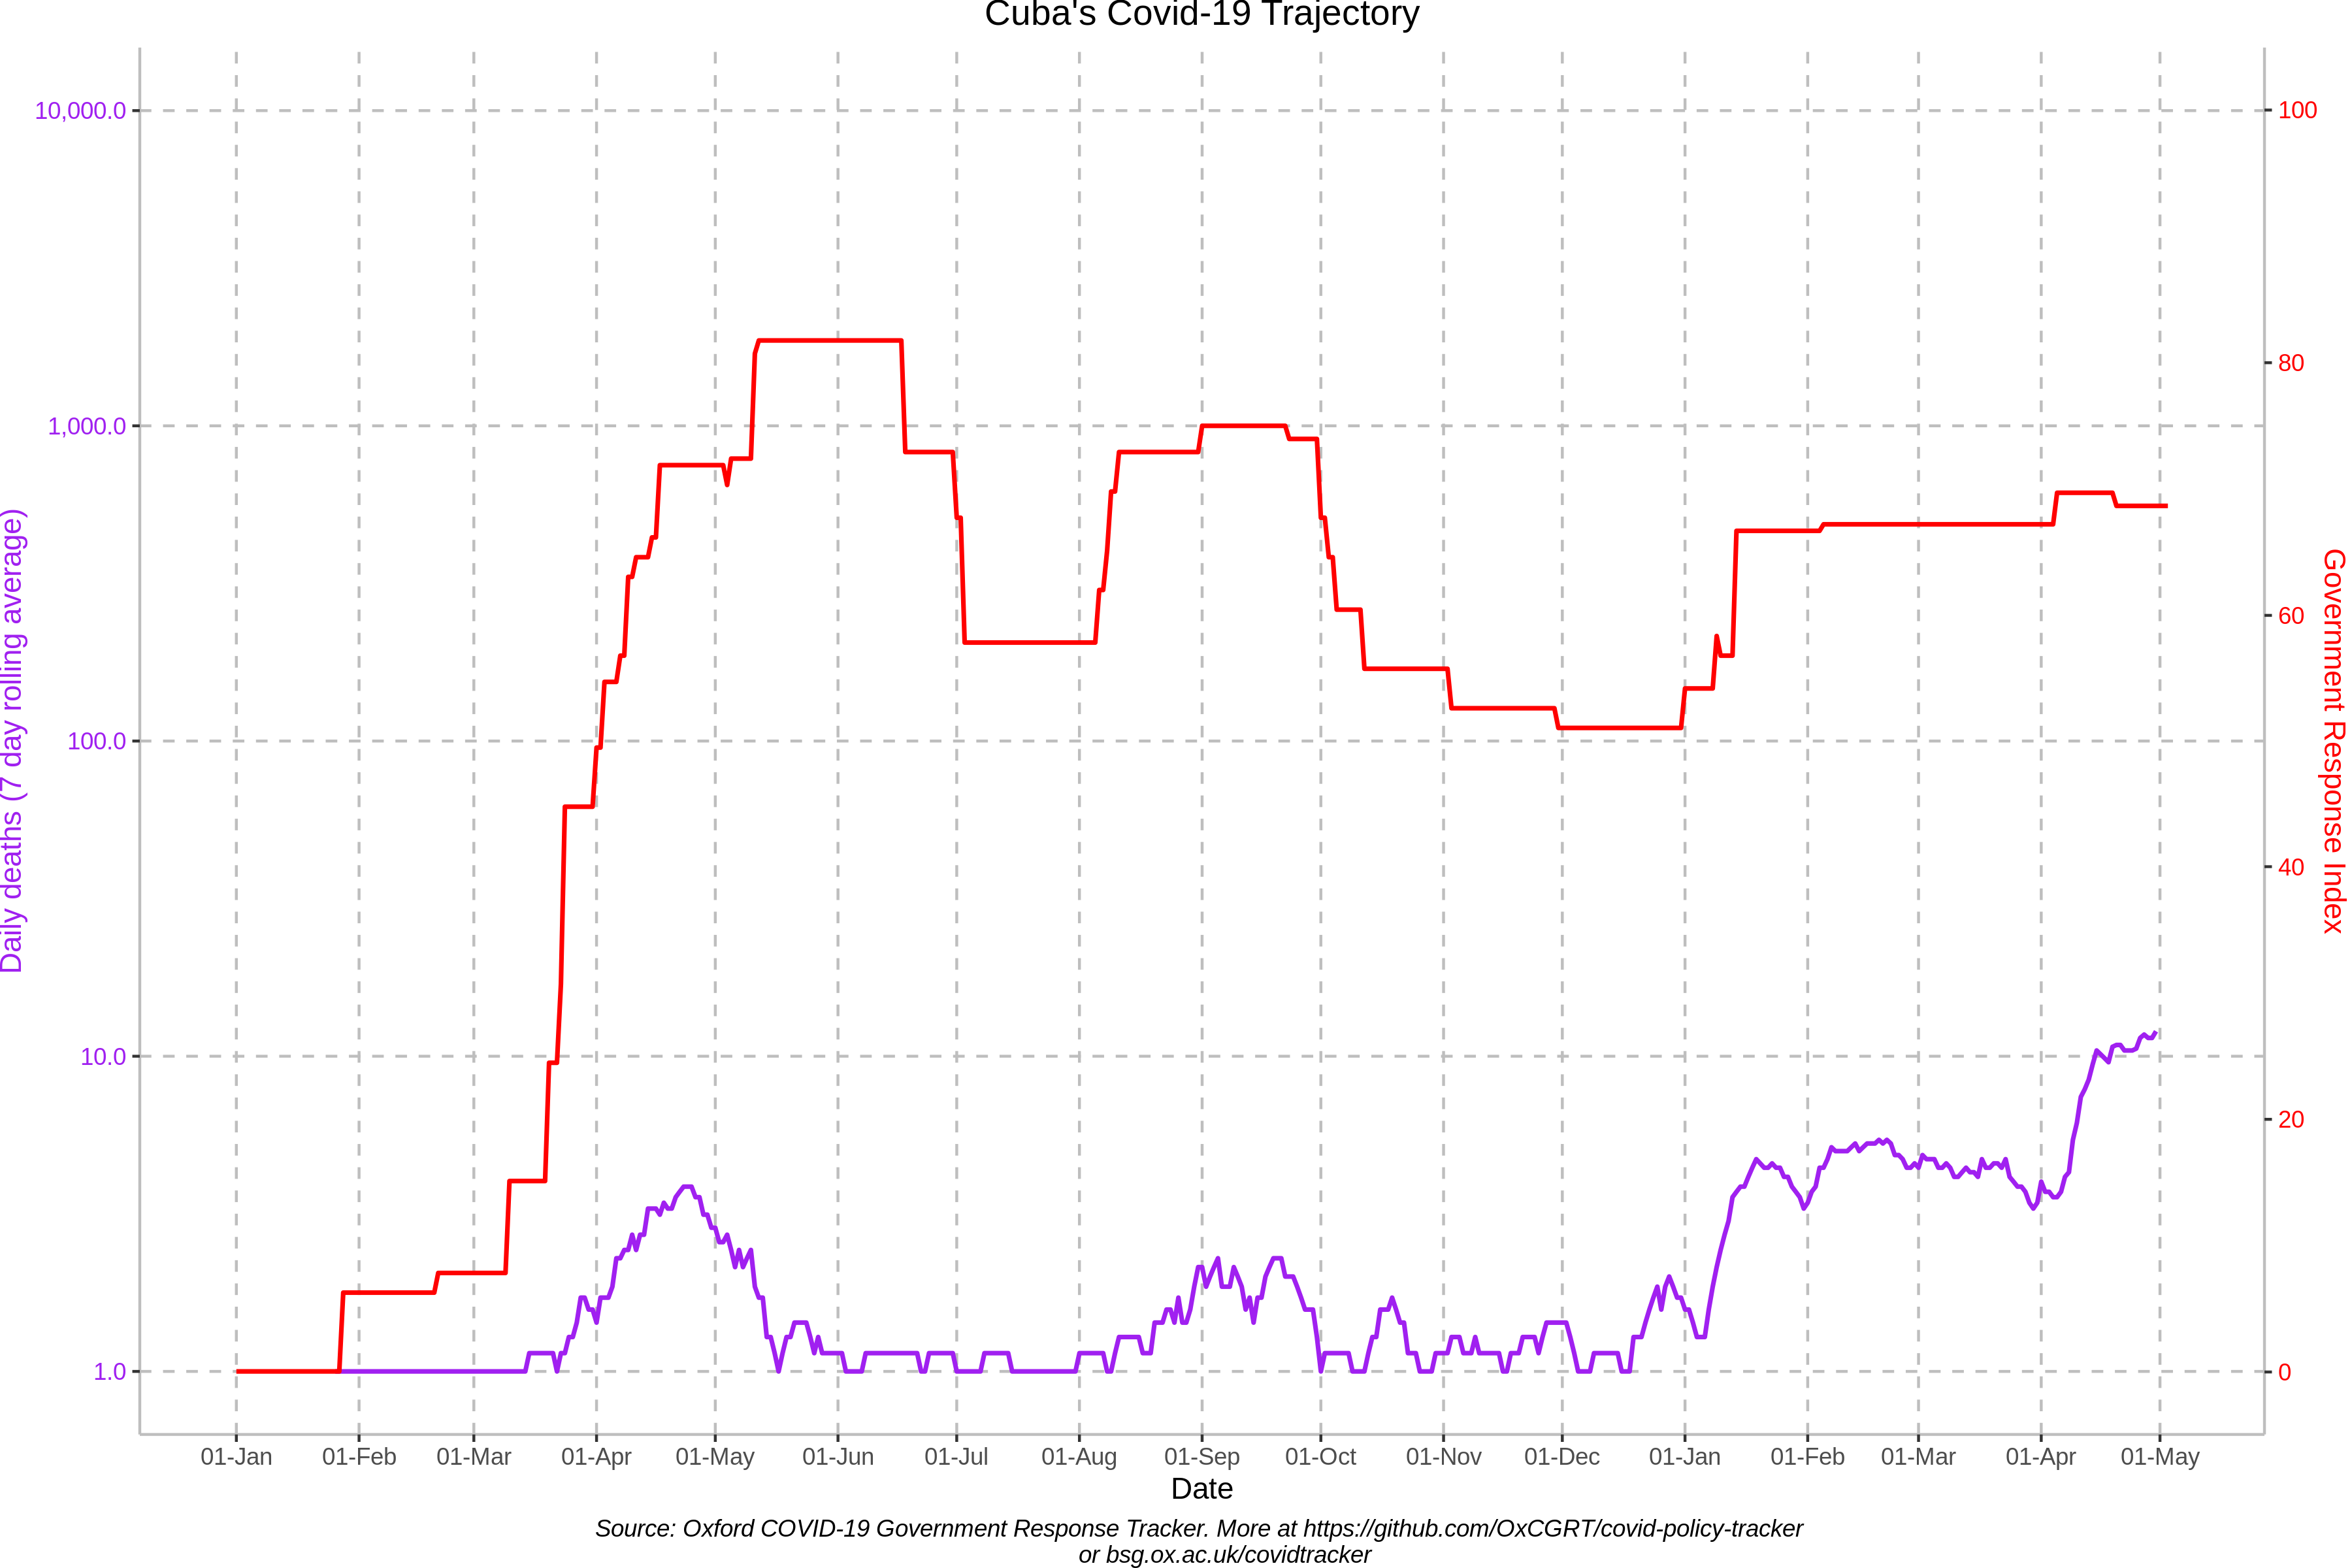 Cuba's Covid-19 Trajectory
10,000.0
1,000.0
100.0
10.0
1.0
Daily deaths (7 day rolling average)
100
80
60
40
20
0
Government Response Index
01-Jan 01-Feb 01-Mar 01-Apr 01-May 01-Jun 01-Jul 01-Aug 01-Sep 01-Oct 01-Nov 01-Dec 01-Jan 01-Feb 01-Mar 01-Apr 01-May
Date
Source: Oxford COVID-19 Government Response Tracker. More at https://github.com/OxCGRT/covid-policy-tracker
or bsg.ox.ac.uk/covidtracker